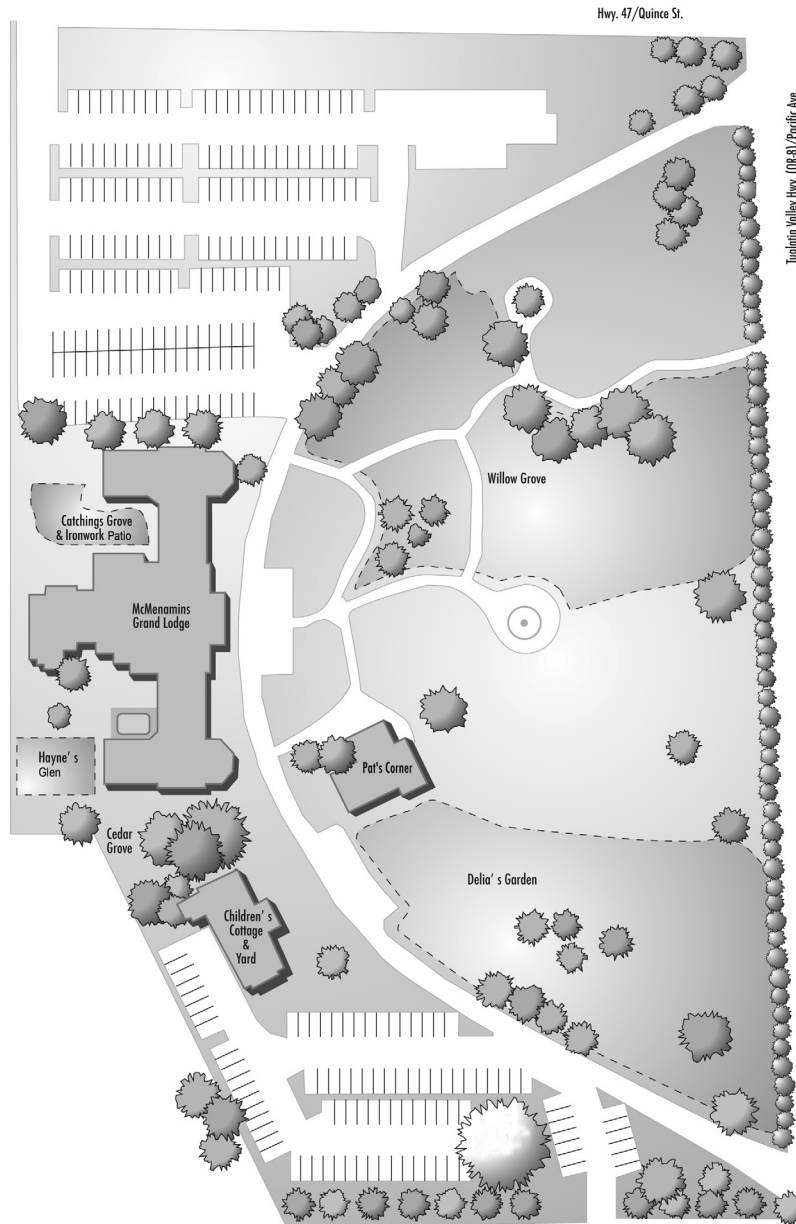 Hwy. 47/Quince St.
Tualatin Valley Hwy. (OR-8)/Pacific Ave.
Willow Grove
Catchings Grove
& Ironwork Patio
McMenamins
Grand Lodge
Hayne's
Glen
Pat's Corner
Cedar
Grove
Delia's Garden
Children's
Cottage
&
Yard